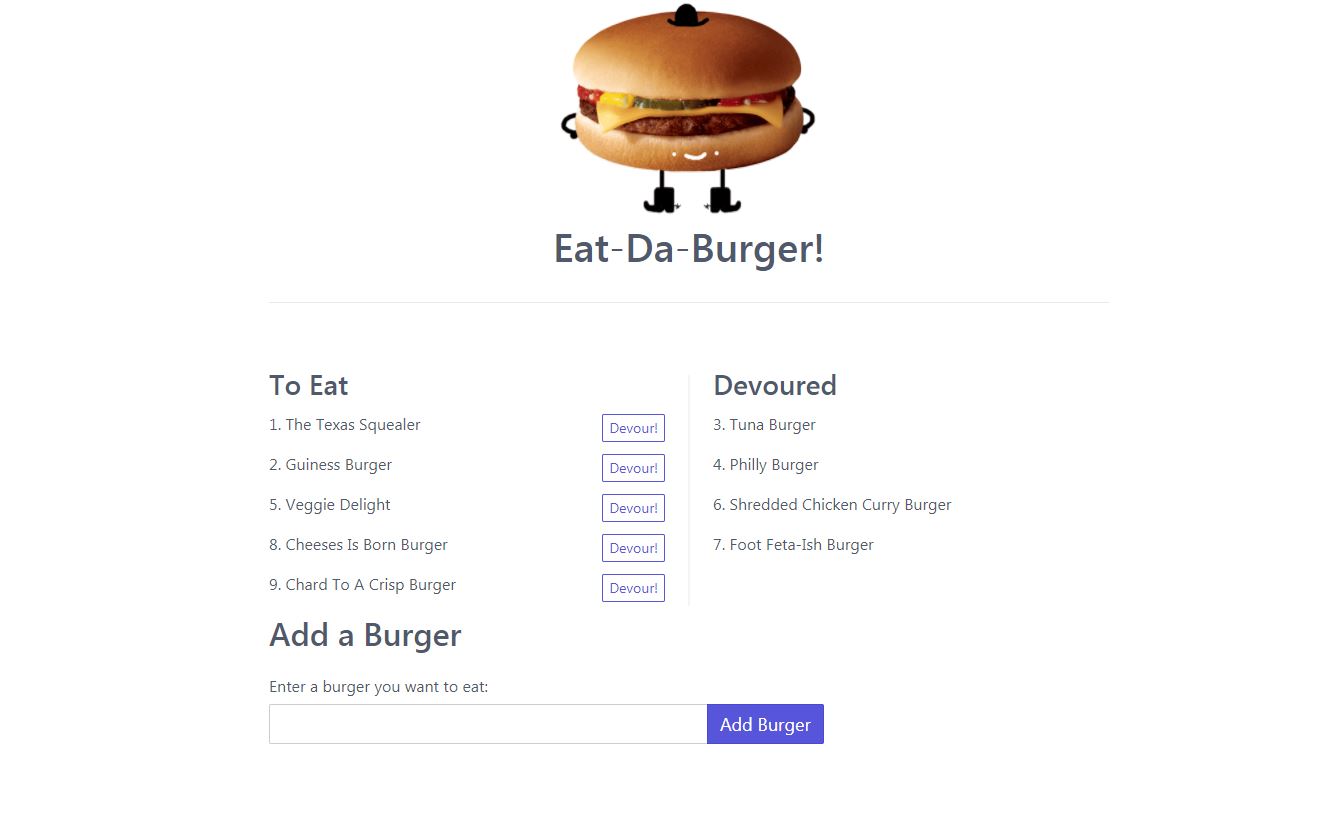 Eat-Da-Burger!
To Eat
1. The Texas Squealer
Devour!
2. Guiness Burger
Devour!
5. Veggie Delight
Devour!
8. Cheeses Is Born Burger
Devour!
9. Chard To A Crisp Burger
Devour!
Devoured
3. Tuna Burger
4. Philly Burger
6. Shredded Chicken Curry Burger
7. Foot Feta-Ish Burger
Add a Burger
Enter a burger you want to eat:
Add Burger